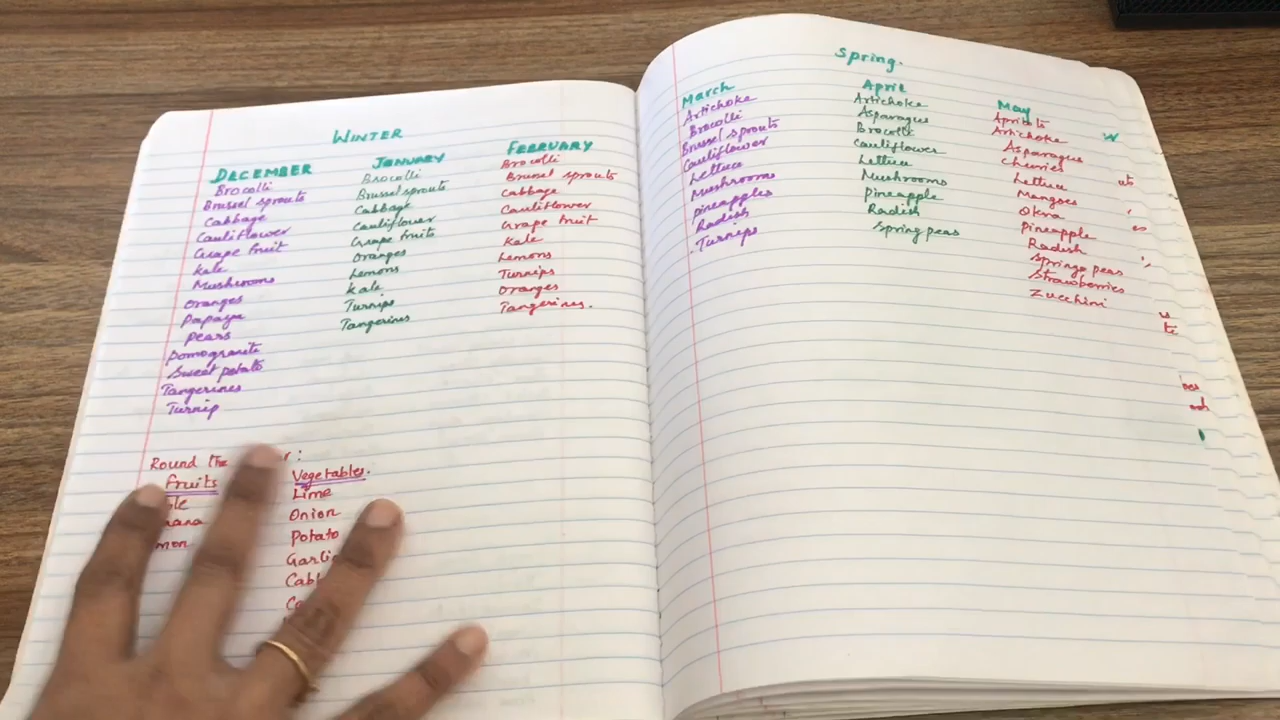 WINTER
DECEMBER
Brocolli
Brussel sprouts
Cabbage
Cauliflower
Grape fruit
kale
Mushrooms
Oranges
Papaya
Pears
pomogranite
Sweet potato
Tangerines
Turnip
JANUARY
Brocolli
Brussel sprouts
Cabbage
Cauliflower
Grape fruits
Oranges
Lemons
kale
Turnips
Tangerines
FEBRUARY
Brocolli
Brussel sprouts
Cabbage
Cauliflower
Grape fruit
Kale
Lemons
Turnips
Oranges
Tangerines.
Round the
fruits
Vegetables.
Lime
Onion
Potato
Spring.
March
Artichoke
Brocolli
Brussel sprouts
Cauliflower
Lettuce
Mushrooms
pineapples
Radish
Turnips
April
Artichoke
Asparagus
Brocolli
Cauliflower
Lettuce
Mushrooms
Pineapple
Radish
Spring peas
May
Apricots
Artichoke
Asparagus
Cherries
Lettuce
Mangoes
Okra
Pineapple
Radish
Springs peas
Strawberries
Zucchini